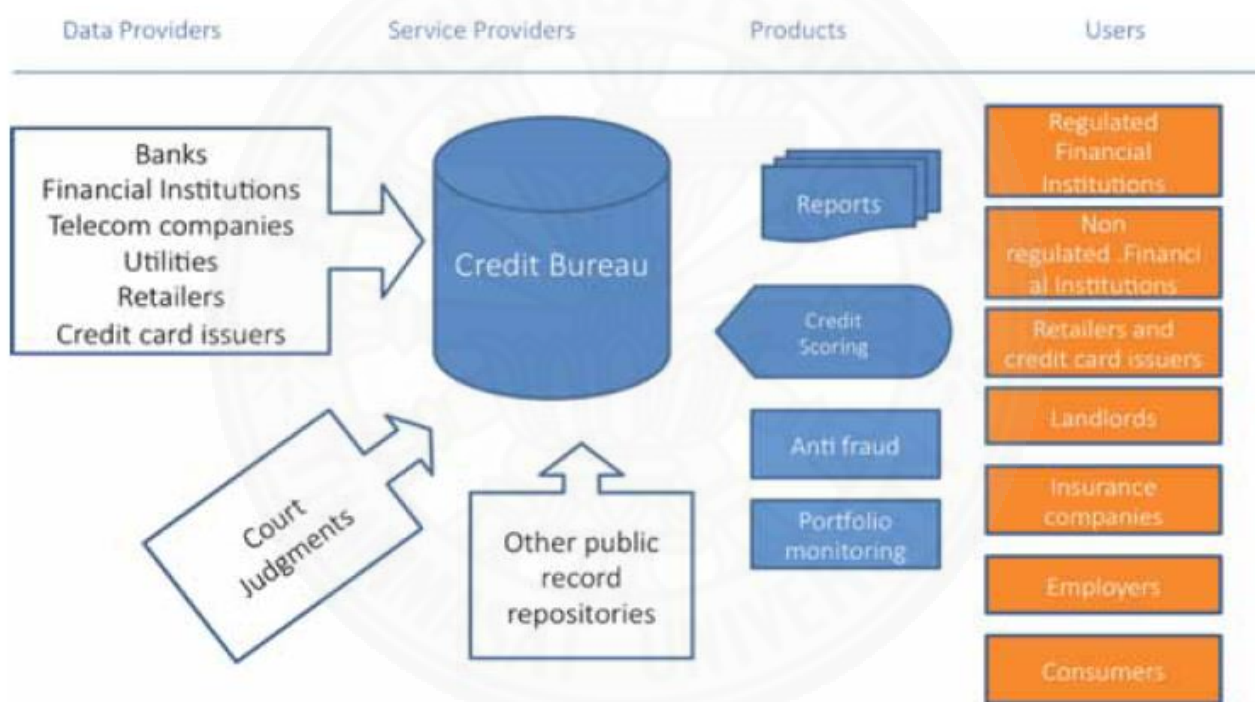 Data Providers
Service Providers
Products
Users
Banks
Financial Institutions
Telecom companies
Utilities
Retailers
Credit card issuers
Credit Bureau
Court
Judgments
Other public
record
repositories
Reports
Credit
Scoring
Anti fraud
Portfolio
monitoring
Regulated
Financial
Institutions
Non
regulated .Financi
al Institutions
Retailers and
credit card issuers
Landlords
Insurance
companies
Employers
Consumers